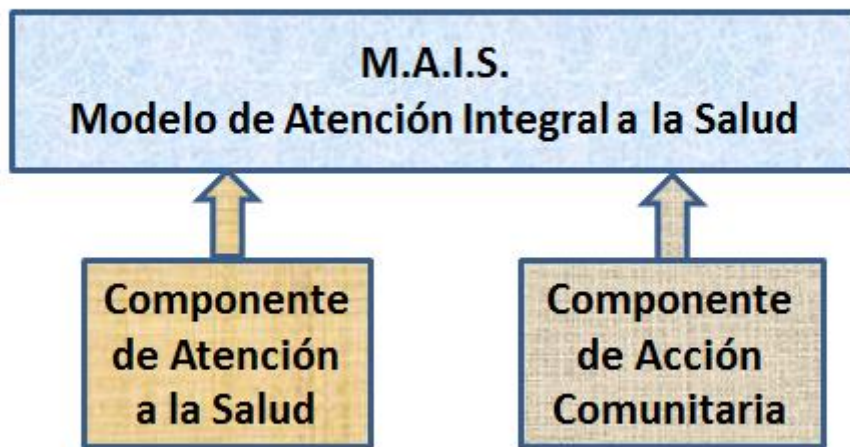 M.A.I.S.
Modelo de Atención Integral a la Salud
Componente
de Atención
a la Salud
Componente
de Acción
Comunitaria